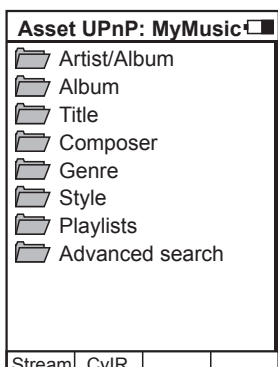 Asset UPnP: MyMusic
Artist/Album
Album
Title
Composer
Genre
Style
Playlists
Advanced search
Stream CyIR